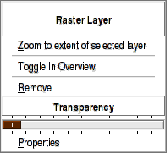 Raster Layer
Zoom to extent of selected layer
Toggle In Overview
Remove
Transparency
Properties